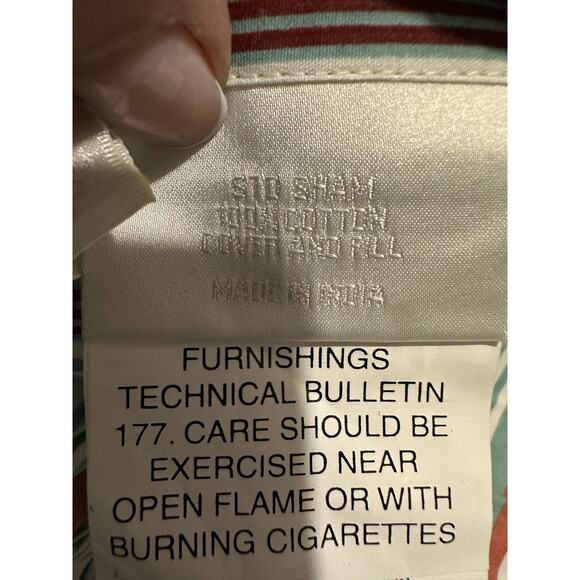 STD SHAM
100% COTTON
COVER AND FILL
MADE IN INDIA
FURNISHINGS
TECHNICAL BULLETIN
177. CARE SHOULD BE
EXERCISED NEAR
OPEN FLAME OR WITH
BURNING CIGARETTES